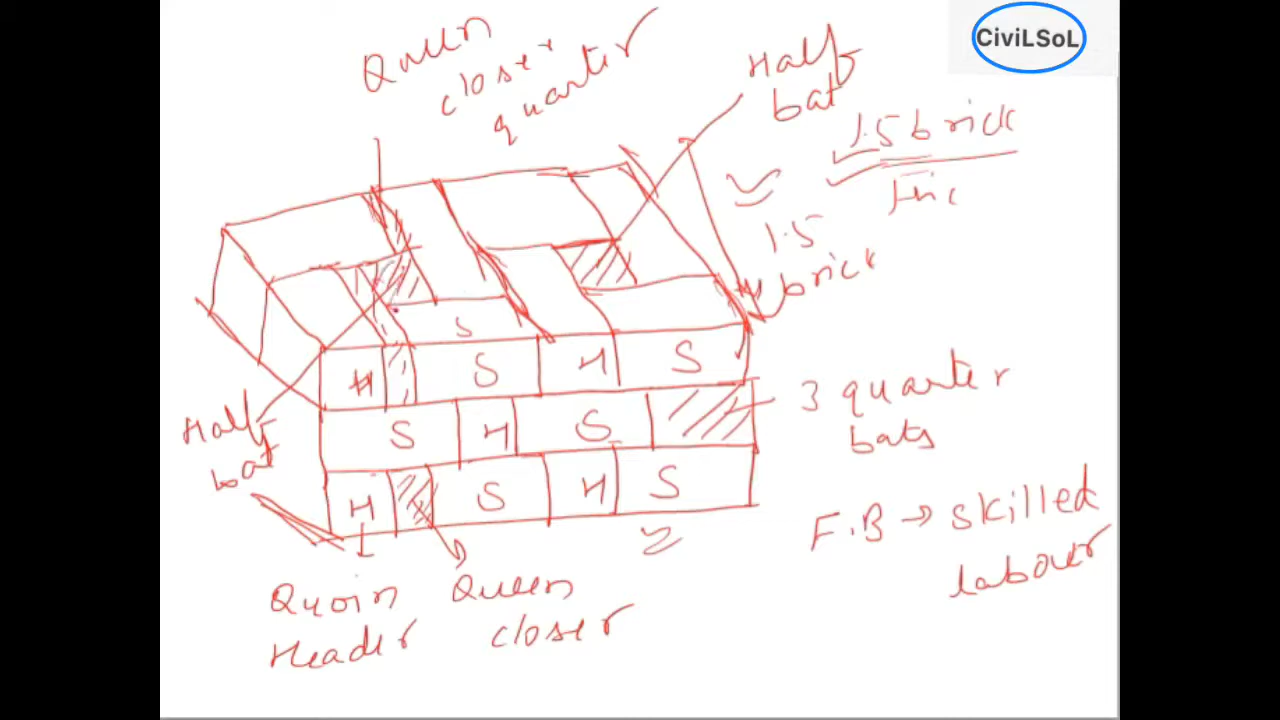 CiviLSoL
Queen
closer
quarter
Half
bat
1.5 brick
1.5
brick
S
H S H S
S H S
3 quarter
bats
Half
bat
H S H S
F.B → skilled
labour
Quoin
Header
Queen
closer